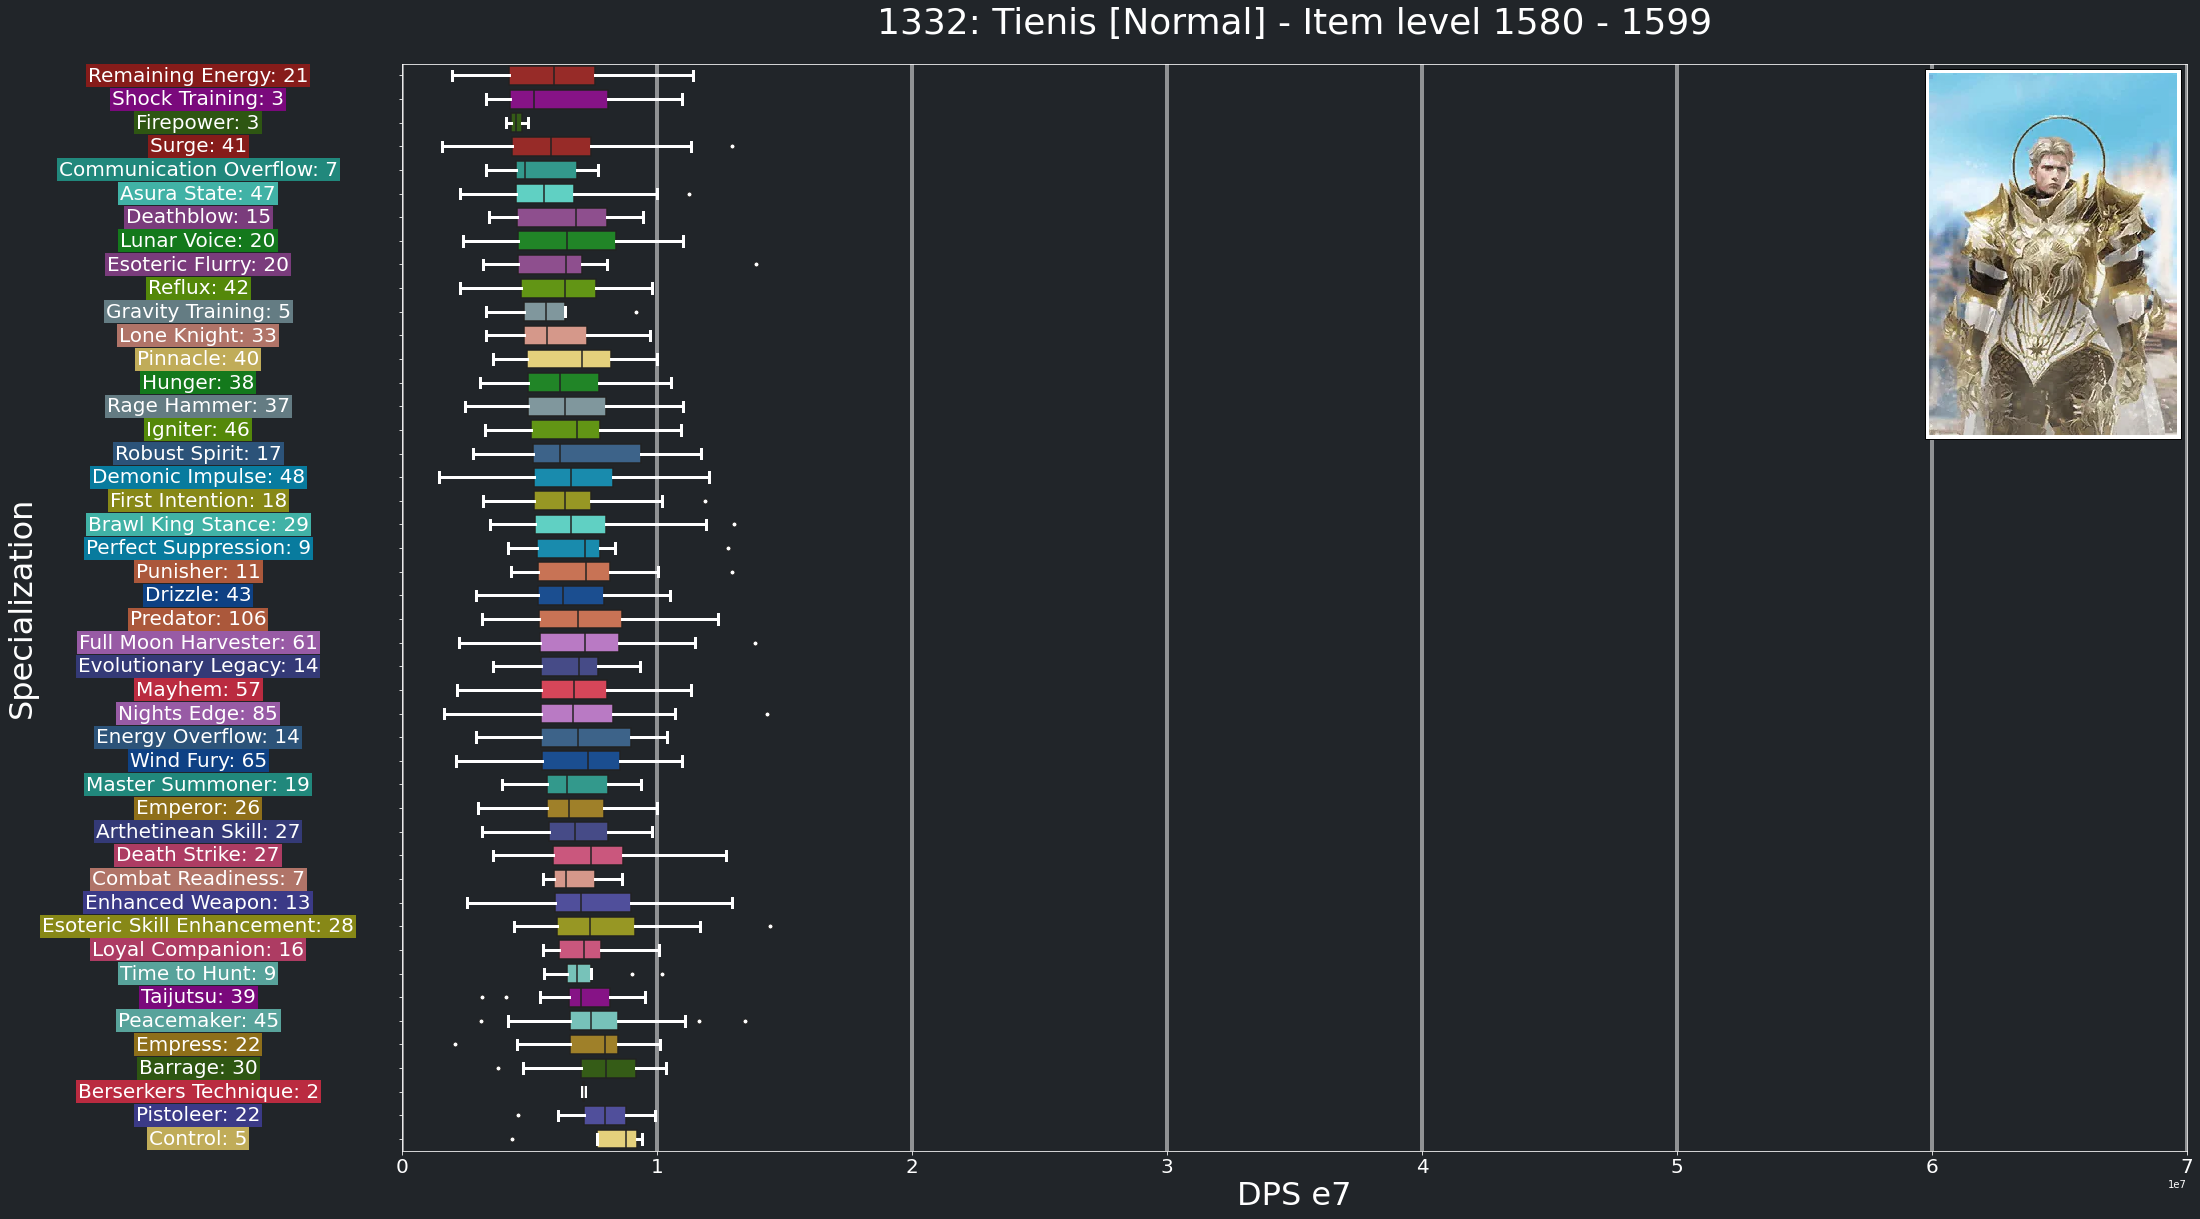 1332: Tienis [Normal] - Item level 1580 - 1599
Remaining Energy: 21
Shock Training: 3
Firepower: 3
Surge: 41
Communication Overflow: 7
Asura State: 47
Deathblow: 15
Lunar Voice: 20
Esoteric Flurry: 20
Reflux: 42
Gravity Training: 5
Lone Knight: 33
Pinnacle: 40
Hunger: 38
Rage Hammer: 37
Igniter: 46
Robust Spirit: 17
Demonic Impulse: 48
First Intention: 18
Brawl King Stance: 29
Perfect Suppression: 9
Punisher: 11
Drizzle: 43
Predator: 106
Full Moon Harvester: 61
Evolutionary Legacy: 14
Mayhem: 57
Nights Edge: 85
Energy Overflow: 14
Wind Fury: 65
Master Summoner: 19
Emperor: 26
Arthetinean Skill: 27
Death Strike: 27
Combat Readiness: 7
Enhanced Weapon: 13
Esoteric Skill Enhancement: 28
Loyal Companion: 16
Time to Hunt: 9
Taijutsu: 39
Peacemaker: 45
Empress: 22
Barrage: 30
Berserkers Technique: 2
Pistoleer: 22
Control: 5
Specialization
0 1 2 3 4 5 6 7
1e7
DPS e7